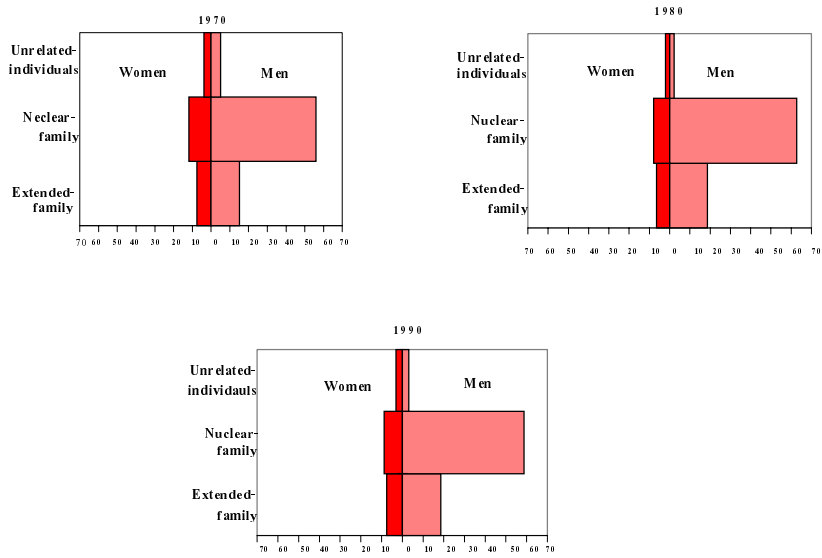 1970
Unrelated-
individuals
Women
Men
Neclear-
family
Extended-
family
70 60 50 40 30 20 10 0 10 20 30 40 50 60 70
1980
Unrelated-
individuals
Women
Men
Nuclear-
family
Extended-
family
70 60 50 40 30 20 10 0 10 20 30 40 50 60 70
1990
Unrelated-
individauls
Women
Men
Nuclear-
family
Extended-
family
70 60 50 40 30 20 10 0 10 20 30 40 50 60 70